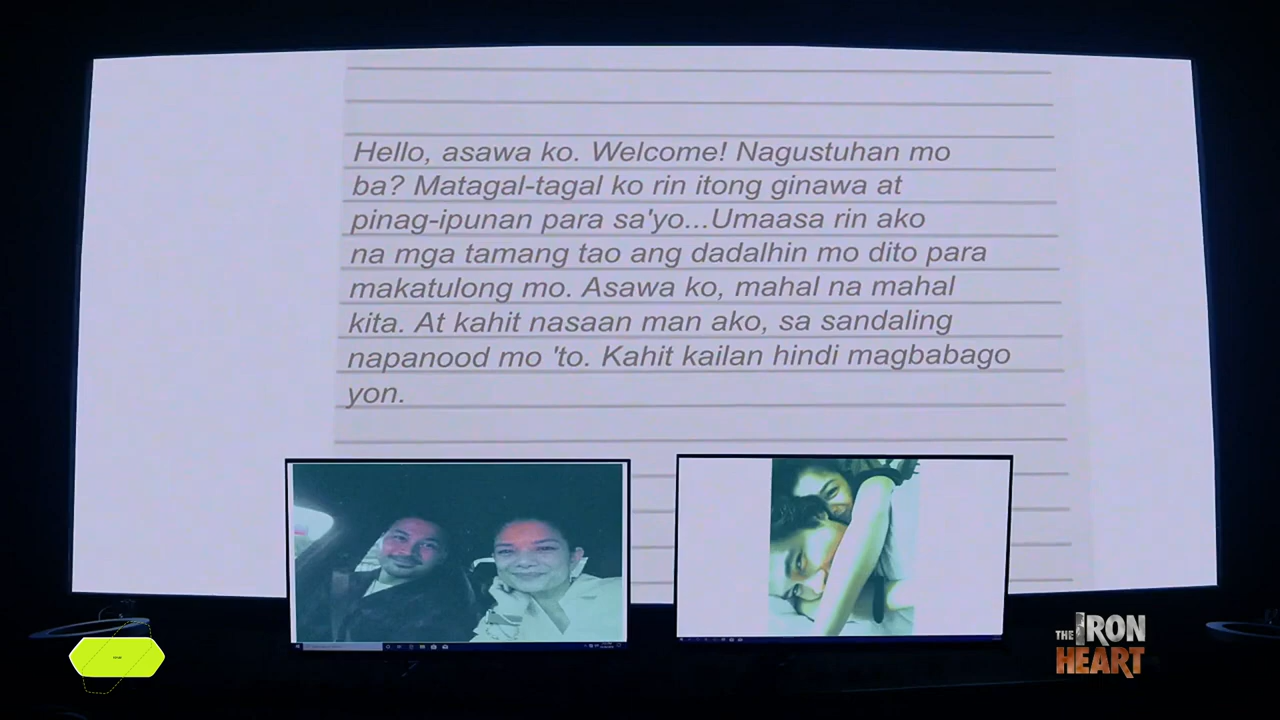 Hello, asawa ko. Welcome! Nagustuhan mo
ba? Matagal-tagal ko rin itong ginawa at
pinag-ipunan para sa'yo...Umaasa rin ako
na mga tamang tao ang dadalhin mo dito para
makatulong mo. Asawa ko, mahal na mahal
kita. At kahit nasaan man ako, sa sandaling
napanood mo 'to. Kahit kailan hindi magbabago
yon.
THE IRON
HEART